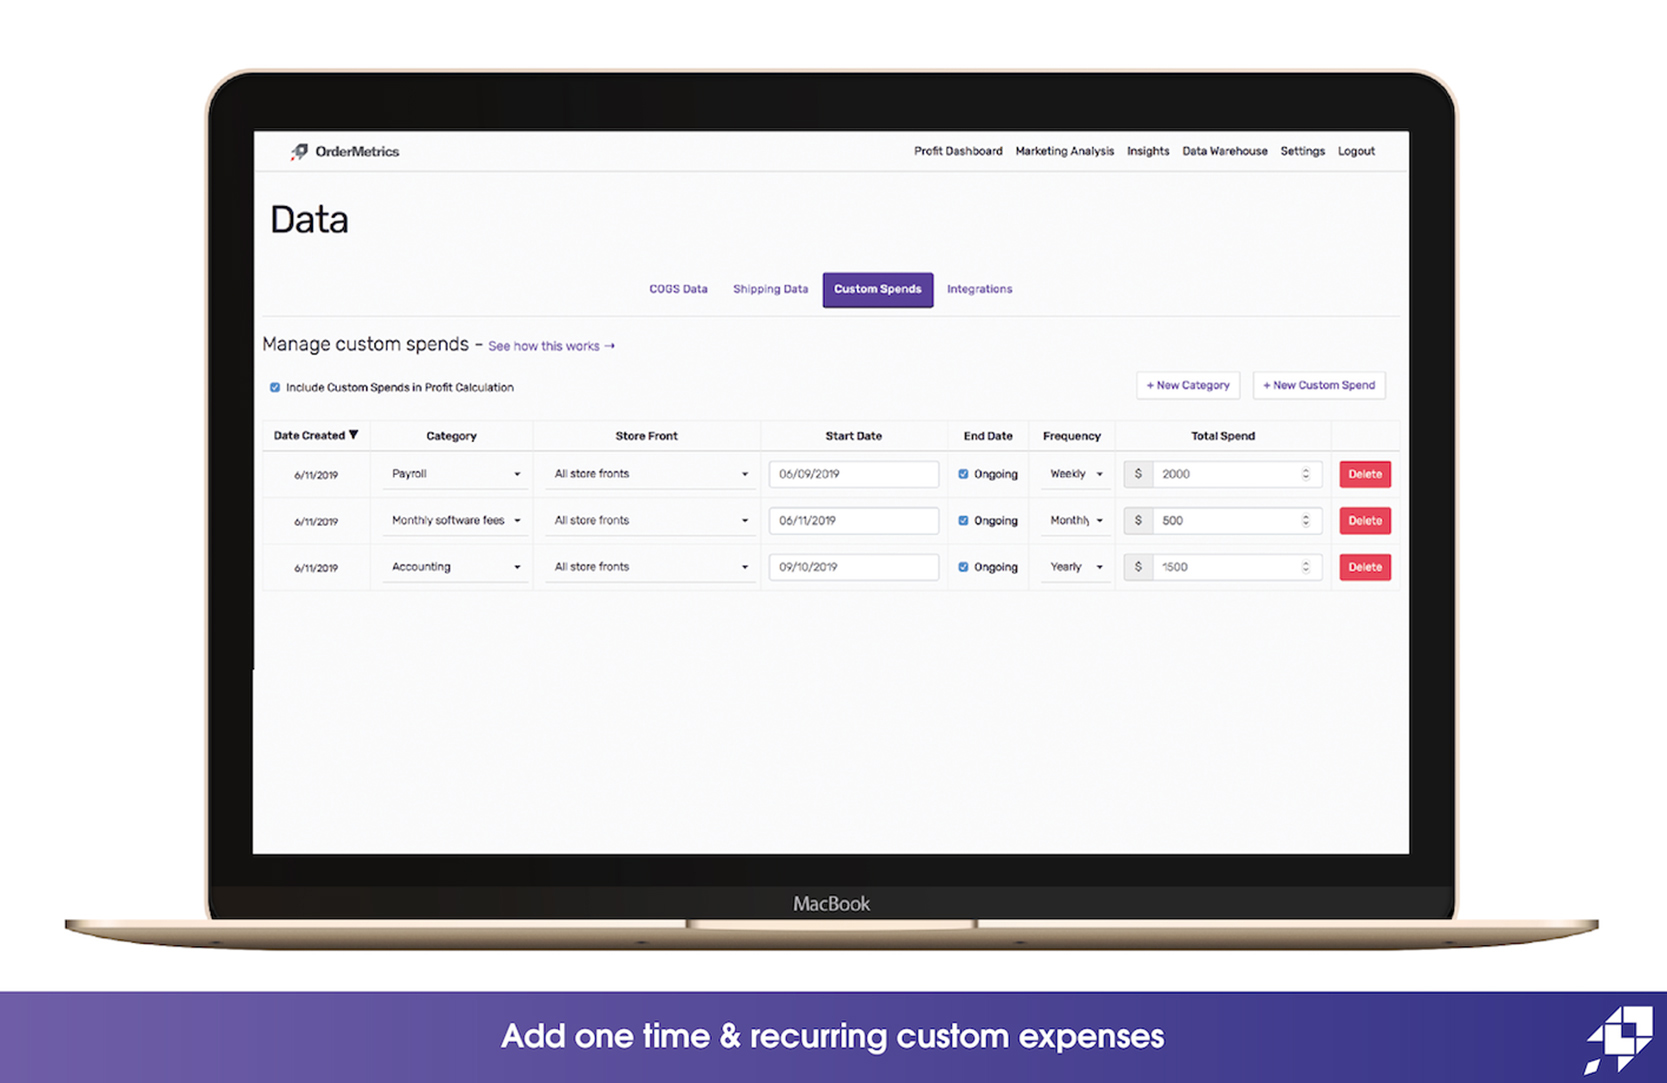 OrderMetrics
Profit Dashboard Marketing Analysis Insights Data Warehouse Settings Logout
Data
COGS Data Shipping Data Custom Spends Integrations
Manage custom spends - See how this works →
Include Custom Spends in Profit Calculation
+ New Category + New Custom Spend
Date Created ▼ Category Store Front Start Date End Date Frequency Total Spend
6/11/2019 Payroll All store fronts 06/09/2019 Ongoing Weekly $ 2000 Delete
6/11/2019 Monthly software fees All store fronts 06/11/2019 Ongoing Monthly $ 500 Delete
6/11/2019 Accounting All store fronts 09/10/2019 Ongoing Yearly $ 1500 Delete
MacBook
Add one time & recurring custom expenses